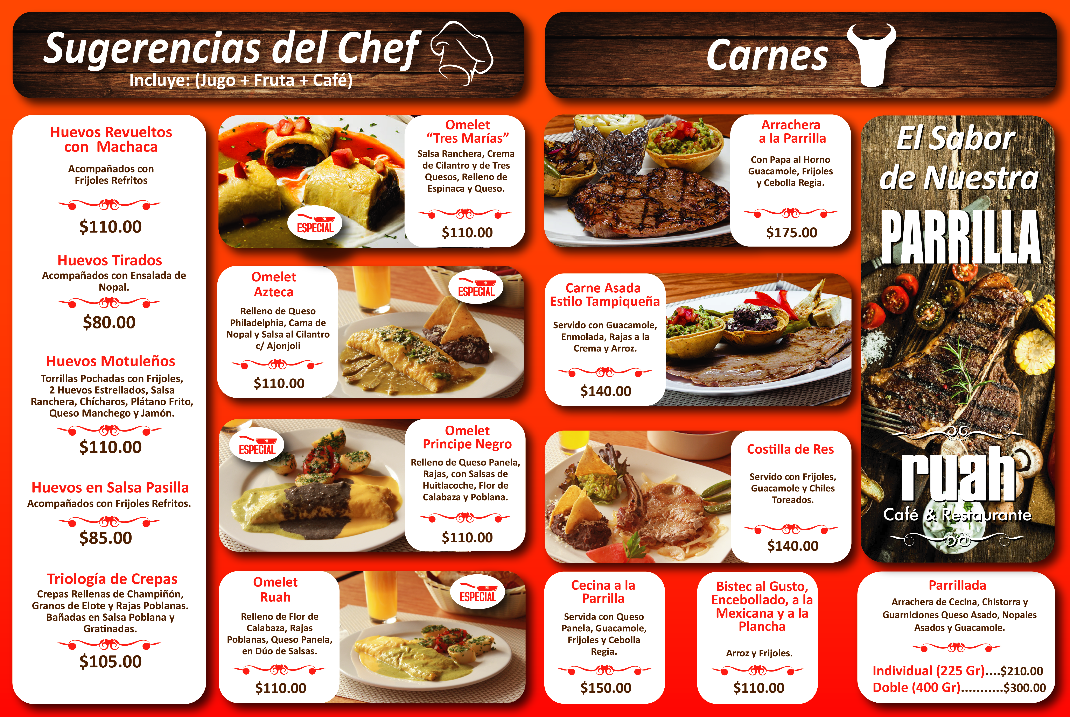 Sugerencias del Chef
Incluye: (Jugo + Fruta + Café)
Huevos Revueltos
con Machaca
Acompañados con
Frijoles Refritos
$110.00
Huevos Tirados
Acompañados con Ensalada de
Nopal.
$80.00
Huevos Motuleños
Torrillas Pochadas con Frijoles,
2 Huevos Estrellados, Salsa
Ranchera, Chícharos, Plátano Frito,
Queso Manchego y Jamón.
$110.00
Huevos en Salsa Pasilla
Acompañados con Frijoles Refritos.
$85.00
Triología de Crepas
Crepas Rellenas de Champiñón,
Granos de Elote y Rajas Poblanas.
Bañadas en Salsa Poblana y
Gratinadas.
$105.00
Omelet
“Tres Marías”
Salsa Ranchera, Crema
de Cilantro y de Tres
Quesos, Relleno de
Espinaca y Queso.
$110.00
ESPECIAL
Omelet
Azteca
Relleno de Queso
Philadelphia, Cama de
Nopal y Salsa al Cilantro
c/ Ajonjoli
$110.00
ESPECIAL
Omelet
Principe Negro
Relleno de Queso Panela,
Rajas, con Salsas de
Huitlacoche, Flor de
Calabaza y Poblana.
$110.00
ESPECIAL
Omelet
Ruah
Relleno de Flor de
Calabaza, Rajas
Poblanas, Queso Panela,
en Dúo de Salsas.
$110.00
ESPECIAL
Carnes
Arrachera
a la Parrilla
Con Papa al Horno
Guacamole, Frijoles
y Cebolla Regia.
$175.00
Carne Asada
Estilo Tampiqueña
Servido con Guacamole,
Enmolada, Rajas a la
Crema y Arroz.
$140.00
Costilla de Res
Servido con Frijoles,
Guacamole y Chiles
Toreados.
$140.00
Cecina a la
Parrilla
Servida con Queso
Panela, Guacamole,
Frijoles y Cebolla
Regia.
$150.00
Bistec al Gusto,
Encebollado, a la
Mexicana y a la
Plancha
Arroz y Frijoles.
$110.00
El Sabor
de Nuestra
PARRILLA
ruah
Café & Restaurante
Parrillada
Arrachera de Cecina, Chistorra y
Guarniciones Queso Asado, Nopales
Asados y Guacamole.
Individual (225 Gr)....$210.00
Doble (400 Gr)...........$300.00